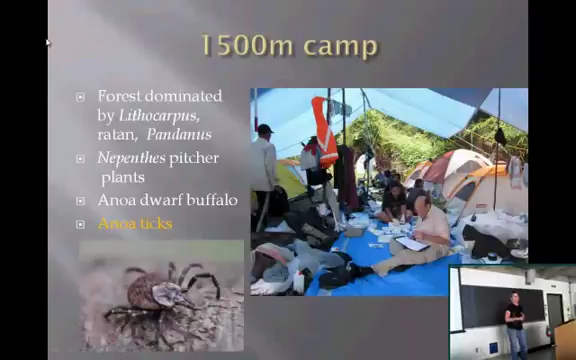 1500m camp
Forest dominated
by Lithocarpus,
ratan, Pandanus
Nepenthes pitcher
plants
Anoa dwarf buffalo
Anoa ticks